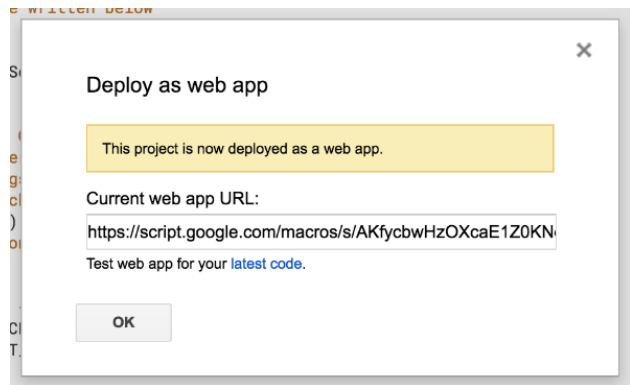 e written below
Deploy as web app
This project is now deployed as a web app.
Current web app URL:
https://script.google.com/macros/s/AKfycbwHzOXcaE1Z0KN
Test web app for your latest code.
OK